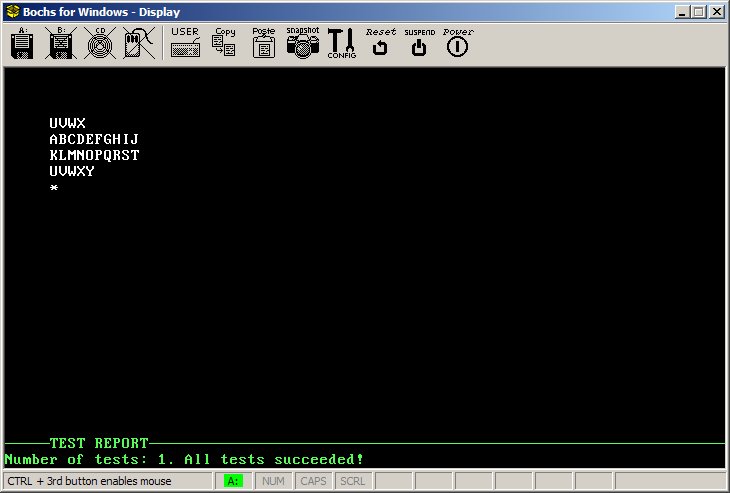 Bochs for Windows - Display
A: B: CD USER Copy Paste snapshot CONFIG Reset SUSPEND Power
UVWX
ABCDEFGHIJ
KLMNOPQRST
UVWXY
*
TEST REPORT
Number of tests: 1. All tests succeeded!
CTRL + 3rd button enables mouse A: NUM CAPS SCRL